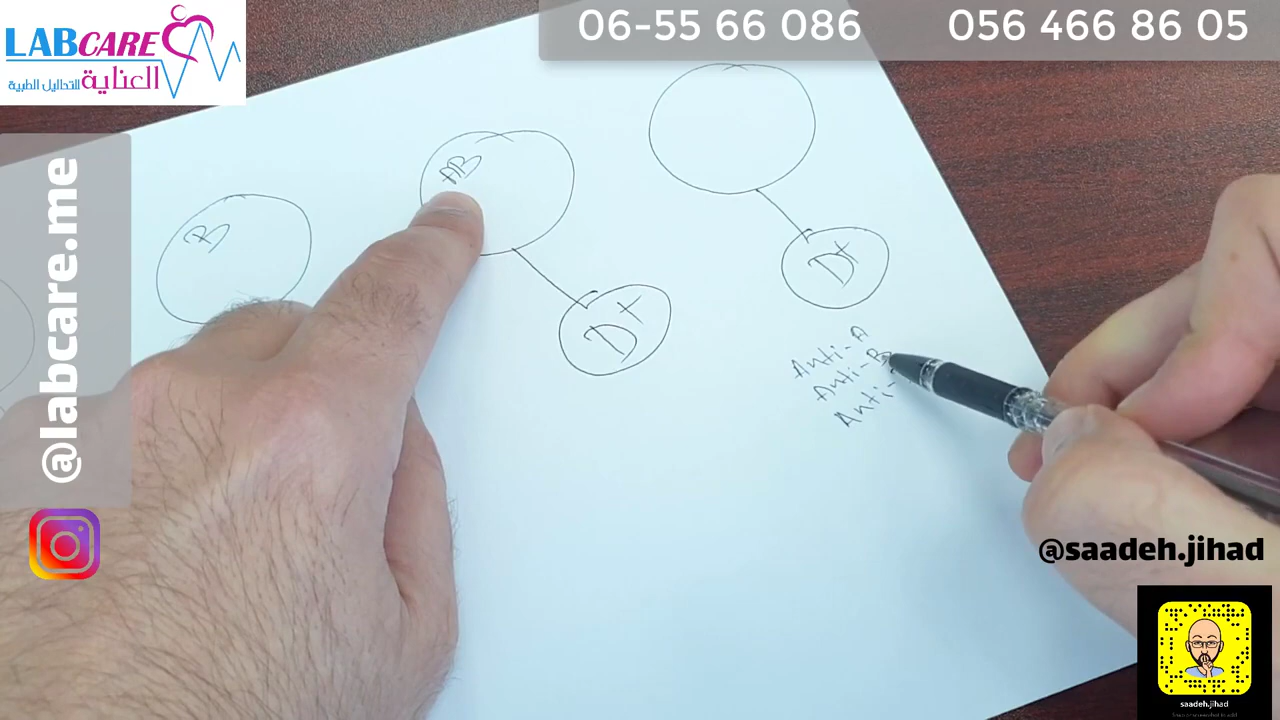 LABCARE
العناية للتحاليل الطبية
06-55 66 086
056 466 86 05
@labcare.me
B
AB
D+
D+
Anti-A
Anti-B
Anti-
@saadeh.jihad
saadeh.jihad